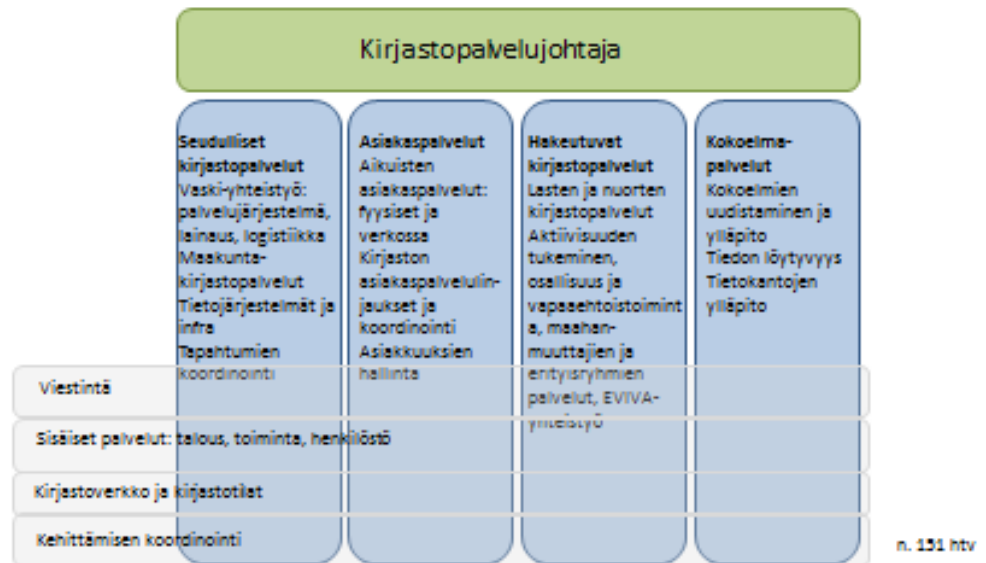 Kirjastopalvelujohtaja
Seudulliset
kirjastopalvelut
Vaski-yhteistyö:
palvelujärjestelmä,
lainaus, logistiikka
Maakunta-
kirjastopalvelut
Tietojärjestelmät ja
infra
Tapahtumien
koordinointi
Asiakaspalvelut
Aikuisten
asiakaspalvelut:
fyysiset ja
verkossa
Kirjaston
asiakaspalvelulin-
jaukset ja
koordinointi
Asiakkuuksien
hallinta
Hakeutuvat
kirjastopalvelut
Lasten ja nuorten
kirjastopalvelut
Aktiivisuuden
tukeminen,
osallisuus ja
vapaaehtoistoimint
a, maahan-
muuttajien ja
erityisryhmien
palvelut, EVIVA-
yhteistyö
Kokoelma-
palvelut
Kokoelmien
uudistaminen ja
ylläpito
Tiedon löytyvyys
Tietokantojen
ylläpito
Viestintä
Sisäiset palvelut: talous, toiminta, henkilöstö
Kirjastoverkko ja kirjastotilat
Kehittämisen koordinointi
n. 151 htv